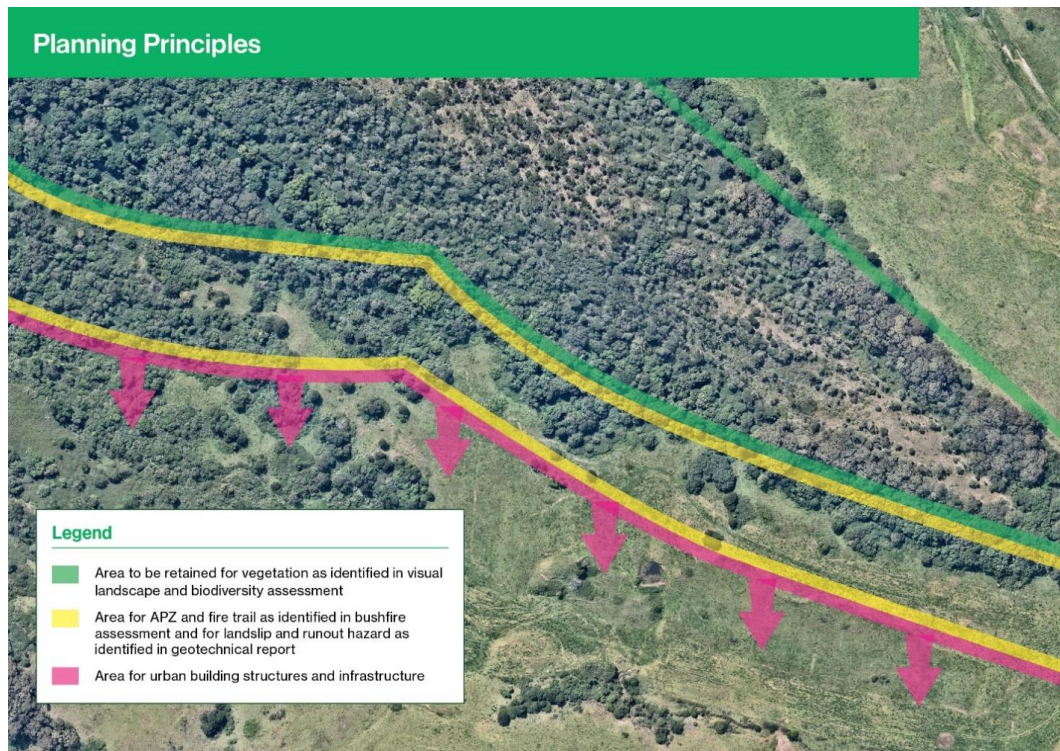 Planning Principles
Legend
Area to be retained for vegetation as identified in visual
landscape and biodiversity assessment
Area for APZ and fire trail as identified in bushfire
assessment and for landslip and runout hazard as
identified in geotechnical report
Area for urban building structures and infrastructure